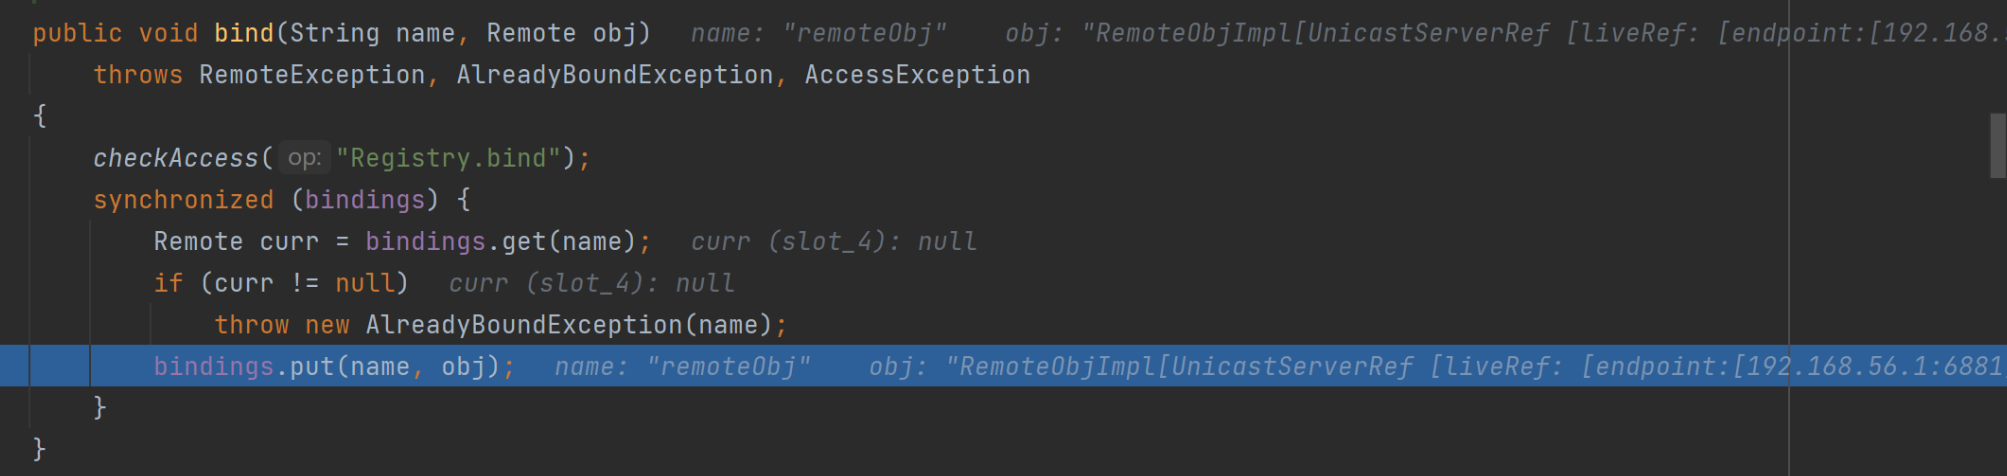 public void bind(String name, Remote obj)   name: "remoteObj"    obj: "RemoteObjImpl[UnicastServerRef [liveRef: [endpoint:[192.168.
    throws RemoteException, AlreadyBoundException, AccessException
{
    checkAccess( op: "Registry.bind");
    synchronized (bindings) {
        Remote curr = bindings.get(name);   curr (slot_4): null
        if (curr != null)   curr (slot_4): null
            throw new AlreadyBoundException(name);
        bindings.put(name, obj);   name: "remoteObj"    obj: "RemoteObjImpl[UnicastServerRef [liveRef: [endpoint:[192.168.56.1:6881
    }
}